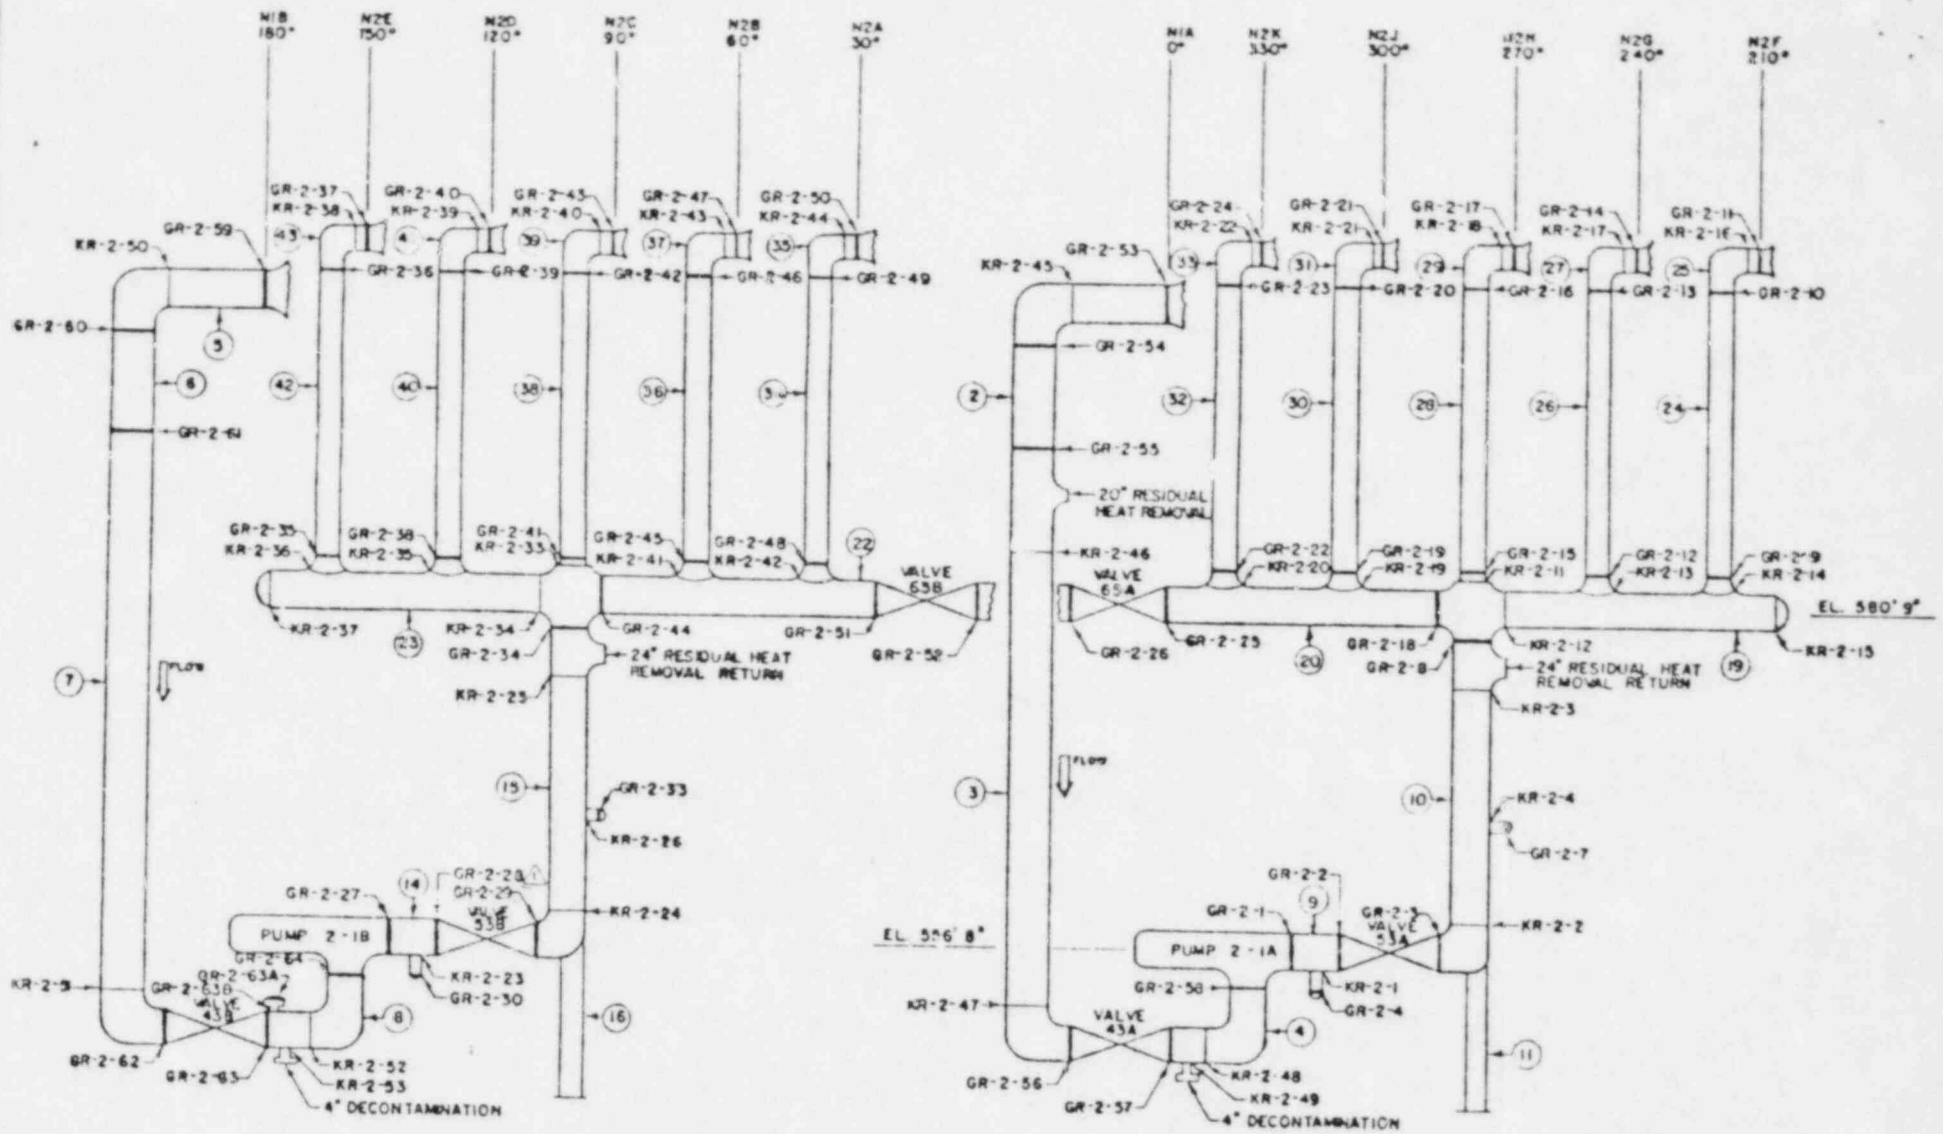 N1B
180°
N2E
150°
N2D
120°
N2C
90°
N2B
60°
N2A
30°
N1A
0°
N2K
330°
N2J
300°
270°
N2G
240°
N2F
210°
GR-2-37
KR-2-38
GR-2-40
KR-2-39
GR-2-43
KR-2-40
GR-2-47
KR-2-43
GR-2-50
KR-2-44
GR-2-59
KR-2-50
43
39
37
35
GR-2-36
GR-2-39
GR-2-42
GR-2-46
GR-2-49
GR-2-60
5
6
42
40
38
36
GR-2-61
GR-2-35
KR-2-36
GR-2-38
KR-2-35
GR-2-41
KR-2-33
GR-2-45
KR-2-41
GR-2-48
KR-2-42
22
VALVE
65B
KR-2-37
23
KR-2-34
GR-2-34
GR-2-44
GR-2-51
GR-2-52
24" RESIDUAL HEAT
REMOVAL RETURN
KR-2-25
7
FLOW
15
GR-2-33
KR-2-26
GR-2-27
14
GR-2-28
GR-2-29
VALVE
53B
KR-2-24
PUMP 2-1B
GR-2-64
GR-2-63A
GR-2-63B
VALVE
43B
KR-2-23
GR-2-30
8
16
GR-2-62
GR-2-63
KR-2-52
KR-2-53
4" DECONTAMINATION
GR-2-24
KR-2-22
GR-2-21
KR-2-21
GR-2-17
KR-2-18
GR-2-14
KR-2-17
GR-2-11
KR-2-16
GR-2-53
KR-2-45
33
31
29
27
25
GR-2-23
GR-2-20
GR-2-16
GR-2-13
GR-2-10
GR-2-54
2
32
30
28
26
24
GR-2-55
20" RESIDUAL
HEAT REMOVAL
KR-2-46
GR-2-22
KR-2-20
GR-2-19
KR-2-19
GR-2-15
KR-2-11
GR-2-12
KR-2-13
GR-2-9
KR-2-14
VALVE
65A
EL. 580' 9"
GR-2-26
GR-2-25
20
GR-2-18
GR-2-8
KR-2-12
19
KR-2-15
24" RESIDUAL HEAT
REMOVAL RETURN
KR-2-3
3
FLOW
10
KR-2-4
GR-2-7
GR-2-2
GR-2-1
9
GR-2-3
VALVE
53A
KR-2-2
EL. 556' 8"
PUMP 2-1A
GR-2-58
KR-2-1
GR-2-4
KR-2-47
VALVE
43A
4
11
GR-2-56
GR-2-57
KR-2-48
KR-2-49
4" DECONTAMINATION